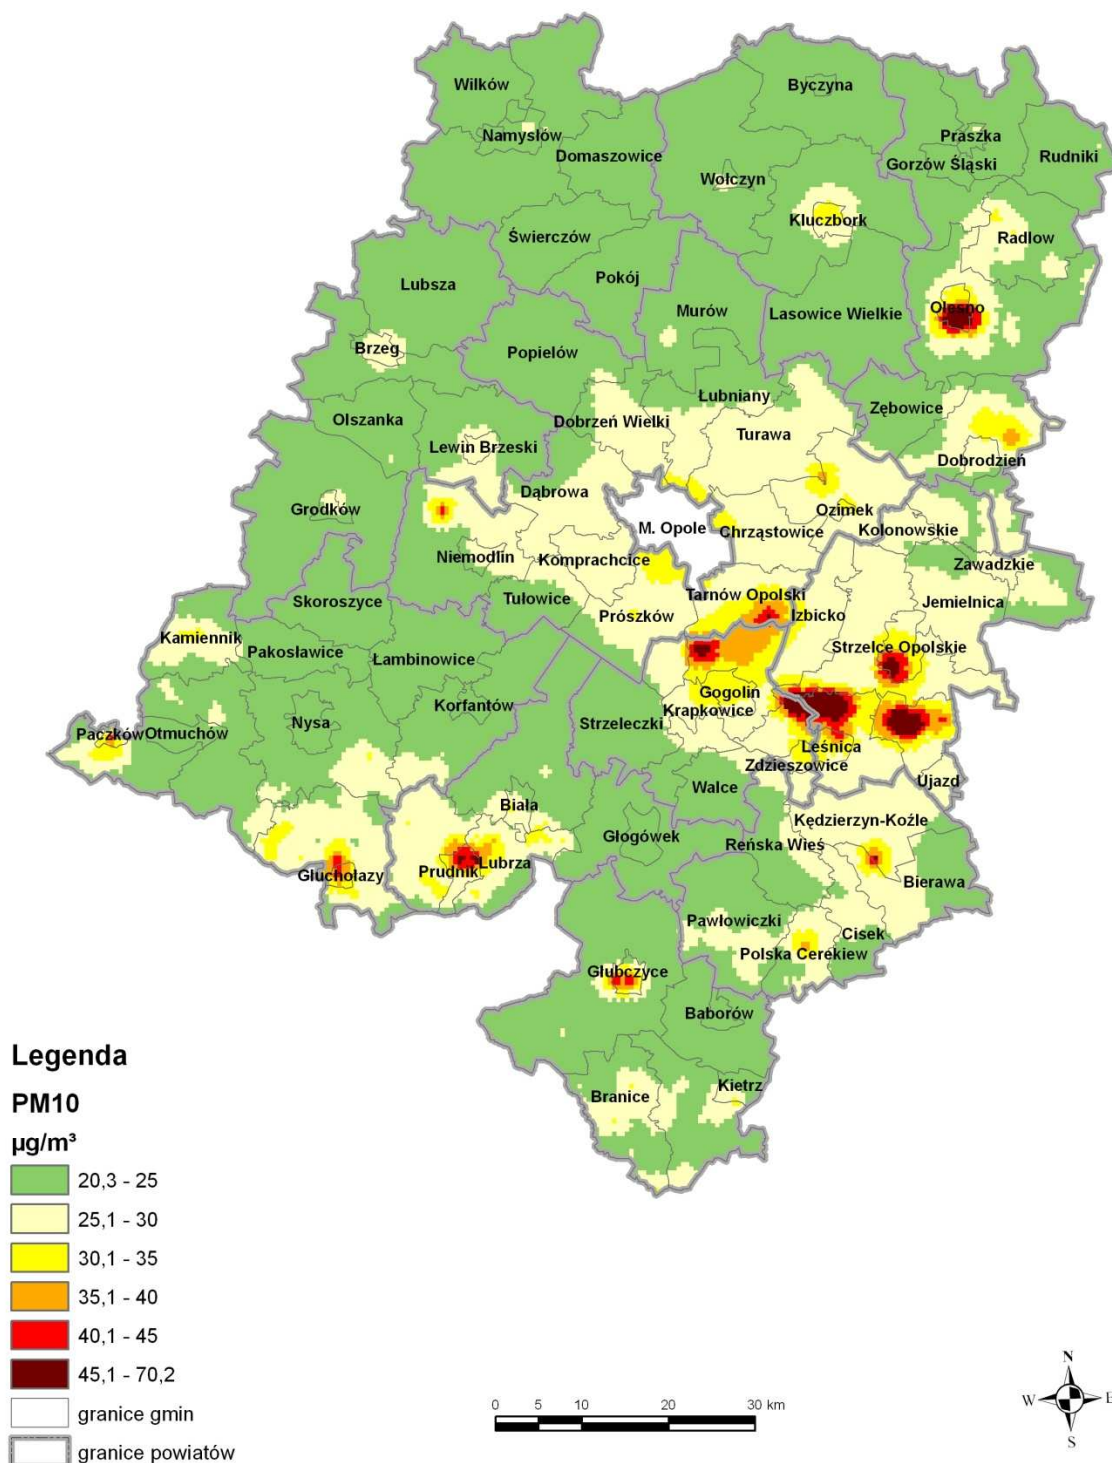 Wilków
Byczyna
Namysłów
Praszka
Domaszowice
Rudniki
Gorzów Śląski
Wołczyn
Kluczbork
Świerczów
Radlow
Pokój
Lubsza
Murów
Lasowice Wielkie
Olesno
Brzeg
Popielów
Łubniany
Zębowice
Olszanka
Dobrzeń Wielki
Turawa
Lewin Brzeski
Dobrodzień
Dąbrowa
Grodków
Ozimek
M. Opole
Chrząstowice
Kolonowskie
Niemodlin
Komprachcice
Zawadzkie
Tułowice
Tarnów Opolski
Jemielnica
Skoroszyce
Prószków
Izbicko
Kamiennik
Pakosławice
Łambinowice
Strzelce Opolskie
Gogolin
Korfantów
Krapkowice
Nysa
Strzeleczki
Paczków
Otmuchów
Leśnica
Zdzieszowice
Ujazd
Walce
Biała
Kędzierzyn-Koźle
Głogówek
Reńska Wieś
Głuchołazy
Prudnik
Lubrza
Bierawa
Pawłowiczki
Cisek
Polska Cerekiew
Głubczyce
Baborów
Kietrz
Branice
Legenda
PM10
µg/m³
20,3 - 25
25,1 - 30
30,1 - 35
35,1 - 40
40,1 - 45
45,1 - 70,2
granice gmin
granice powiatów
0 5 10 20 30 km
N
W E
S